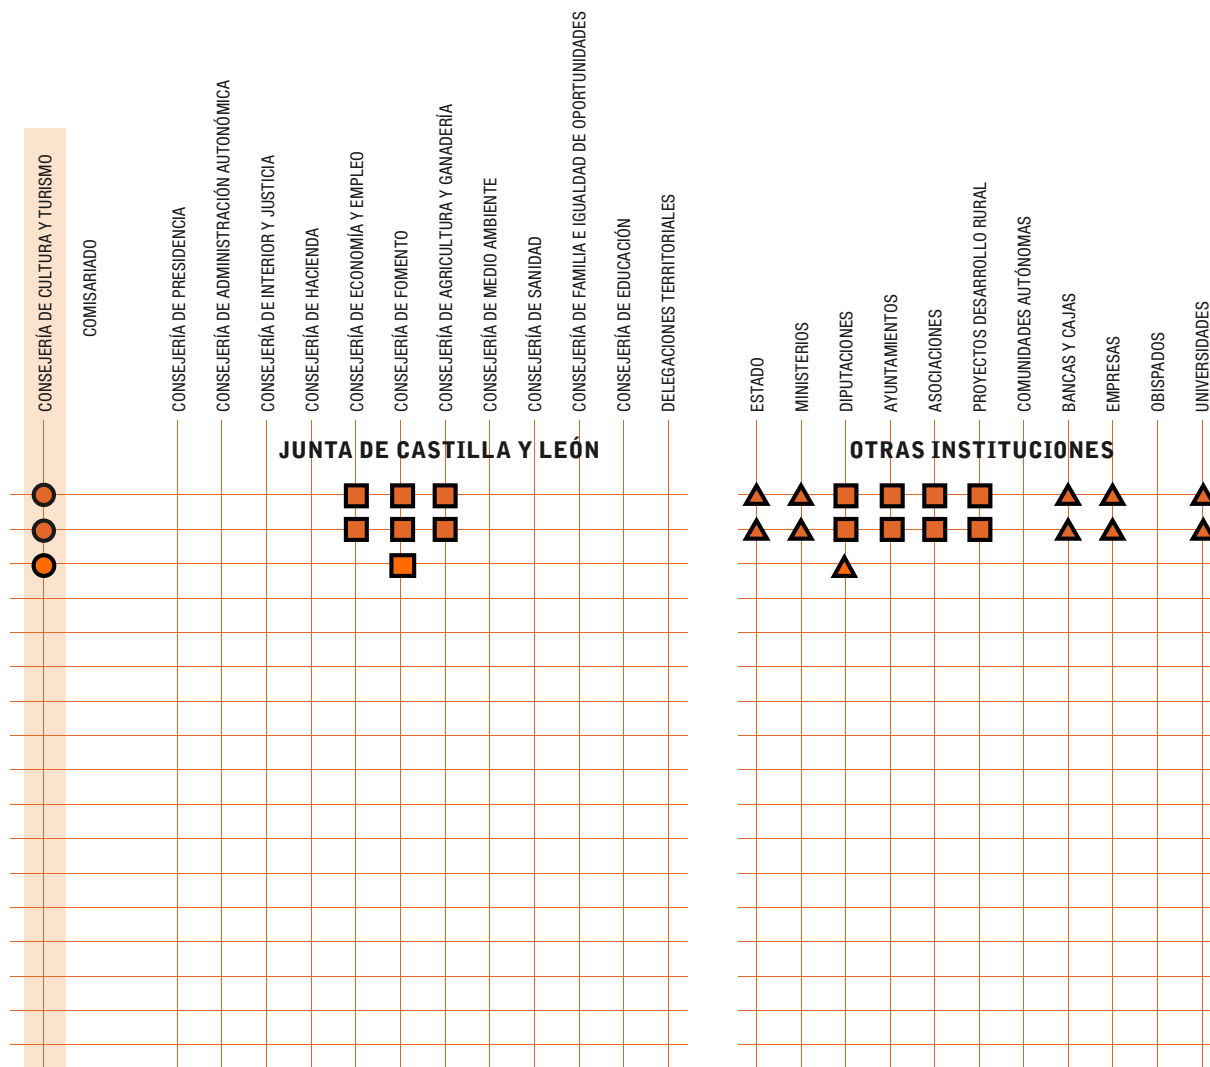 CONSEJERÍA DE CULTURA Y TURISMO
COMISARIADO
CONSEJERÍA DE PRESIDENCIA
CONSEJERÍA DE ADMINISTRACIÓN AUTONÓMICA
CONSEJERÍA DE INTERIOR Y JUSTICIA
CONSEJERÍA DE HACIENDA
CONSEJERÍA DE ECONOMÍA Y EMPLEO
CONSEJERÍA DE FOMENTO
CONSEJERÍA DE AGRICULTURA Y GANADERÍA
CONSEJERÍA DE MEDIO AMBIENTE
CONSEJERÍA DE SANIDAD
CONSEJERÍA DE FAMILIA E IGUALDAD DE OPORTUNIDADES
CONSEJERÍA DE EDUCACIÓN
DELEGACIONES TERRITORIALES
ESTADO
MINISTERIOS
DIPUTACIONES
AYUNTAMIENTOS
ASOCIACIONES
PROYECTOS DESARROLLO RURAL
COMUNIDADES AUTÓNOMAS
BANCAS Y CAJAS
EMPRESAS
OBISPADOS
UNIVERSIDADES
JUNTA DE CASTILLA Y LEÓN
OTRAS INSTITUCIONES